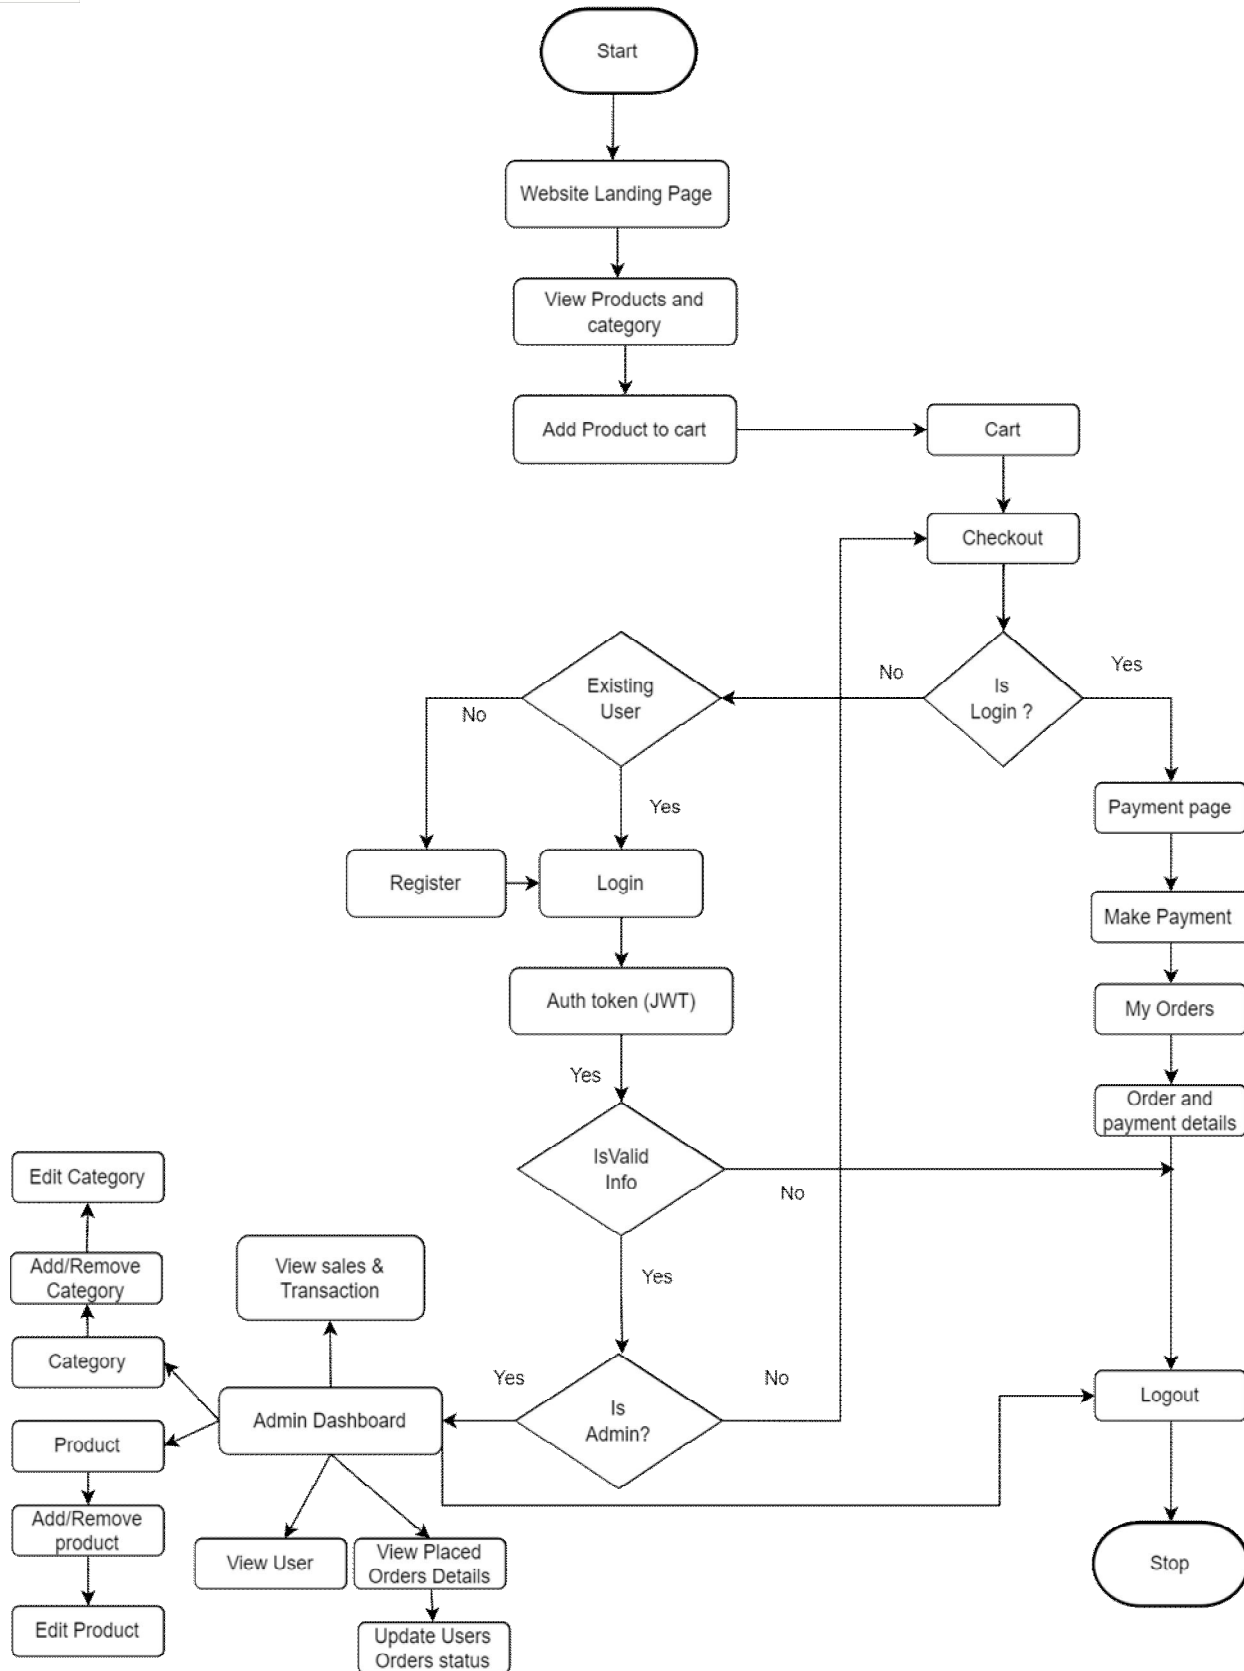 Start
Website Landing Page
View Products and
category
Add Product to cart
Cart
Checkout
Existing
User
No
Is
Login ?
Yes
No
Yes
Payment page
Register
Login
Make Payment
Auth token (JWT)
My Orders
Yes
Order and
payment details
IsValid
Info
No
Edit Category
Add/Remove
Category
View sales &
Transaction
Yes
Category
Yes
No
Admin Dashboard
Is
Admin?
Logout
Product
Add/Remove
product
View User
View Placed
Orders Details
Stop
Edit Product
Update Users
Orders status